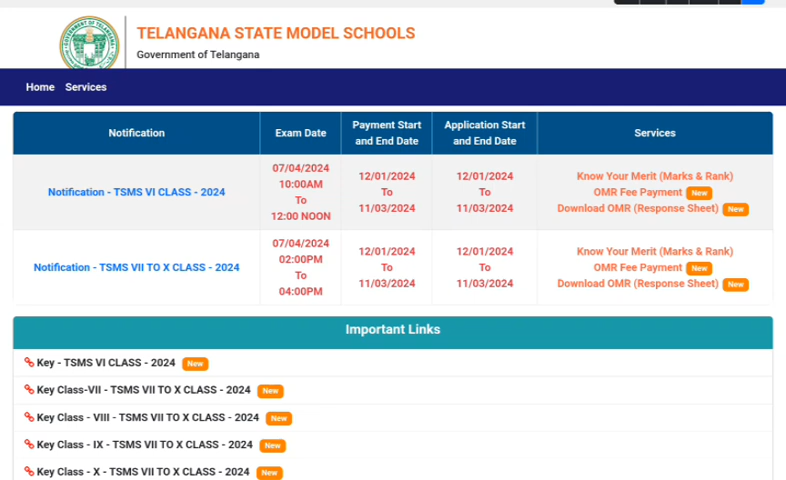 TELANGANA STATE MODEL SCHOOLS
Government of Telangana
Home Services
Notification
Exam Date
Payment Start
and End Date
Application Start
and End Date
Services
Notification - TSMS VI CLASS - 2024
07/04/2024
10:00AM
To
12:00 NOON
12/01/2024
To
11/03/2024
12/01/2024
To
11/03/2024
Know Your Merit (Marks & Rank)
OMR Fee Payment New
Download OMR (Response Sheet) New
Notification - TSMS VII TO X CLASS - 2024
07/04/2024
02:00PM
To
04:00PM
12/01/2024
To
11/03/2024
12/01/2024
To
11/03/2024
Know Your Merit (Marks & Rank)
OMR Fee Payment New
Download OMR (Response Sheet) New
Important Links
Key - TSMS VI CLASS - 2024 New
Key Class-VII - TSMS VII TO X CLASS - 2024 New
Key Class - VIII - TSMS VII TO X CLASS - 2024 New
Key Class - IX - TSMS VII TO X CLASS - 2024 New
Key Class - X - TSMS VII TO X CLASS - 2024 New